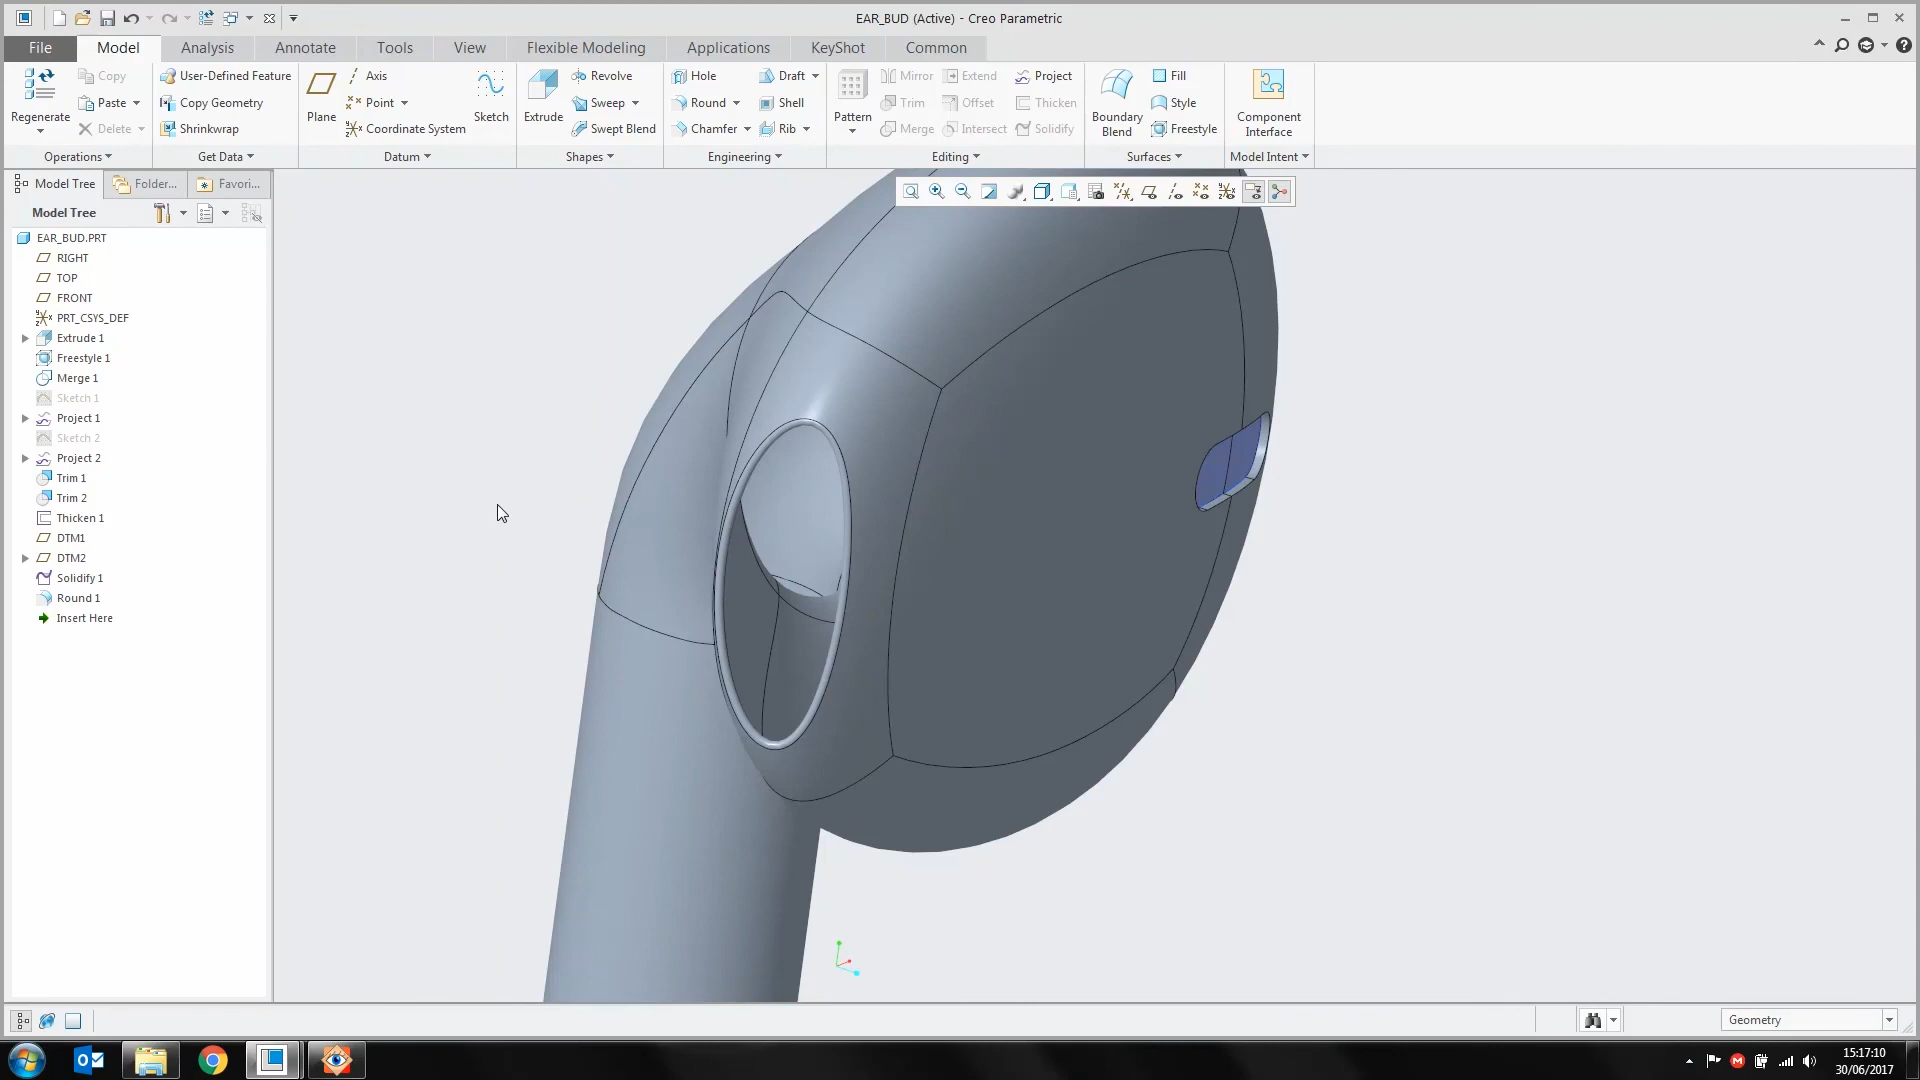 EAR_BUD (Active) - Creo Parametric
File Model Analysis Annotate Tools View Flexible Modeling Applications KeyShot Common
Regenerate
Copy
Paste
Delete
Operations
User-Defined Feature
Copy Geometry
Shrinkwrap
Get Data
Plane
Axis
Point
Coordinate System
Sketch
Datum
Extrude
Revolve
Sweep
Swept Blend
Shapes
Hole
Round
Chamfer
Draft
Shell
Rib
Engineering
Pattern
Mirror
Trim
Merge
Extend
Offset
Intersect
Project
Thicken
Solidify
Editing
Boundary
Blend
Fill
Style
Freestyle
Surfaces
Component
Interface
Model Intent
Model Tree
Folder...
Favori...
Model Tree
EAR_BUD.PRT
RIGHT
TOP
FRONT
PRT_CSYS_DEF
Extrude 1
Freestyle 1
Merge 1
Sketch 1
Project 1
Sketch 2
Project 2
Trim 1
Trim 2
Thicken 1
DTM1
DTM2
Solidify 1
Round 1
Insert Here
Geometry
15:17:10
30/06/2017